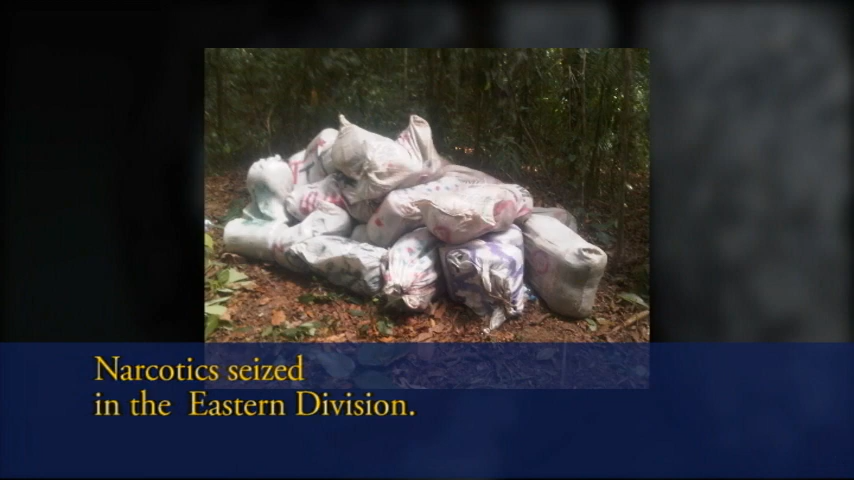 Narcotics seized
in the Eastern Division.